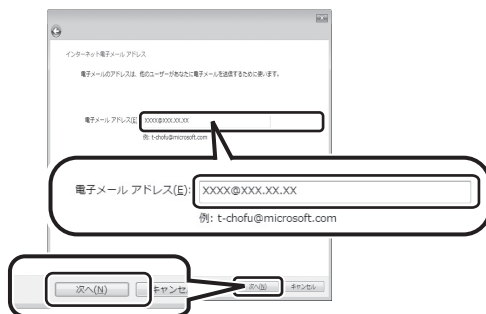 インターネット電子メール アドレス
電子メールのアドレスは、他のユーザーがあなたに電子メールを送信するために使います。
電子メール アドレス(E) XXXX@XXX.XX.XX
例: t-chofu@microsoft.com
電子メール アドレス(E): XXXX@XXX.XX.XX
例: t-chofu@microsoft.com
次へ(N) キャンセ
次へ(N) キャンセル